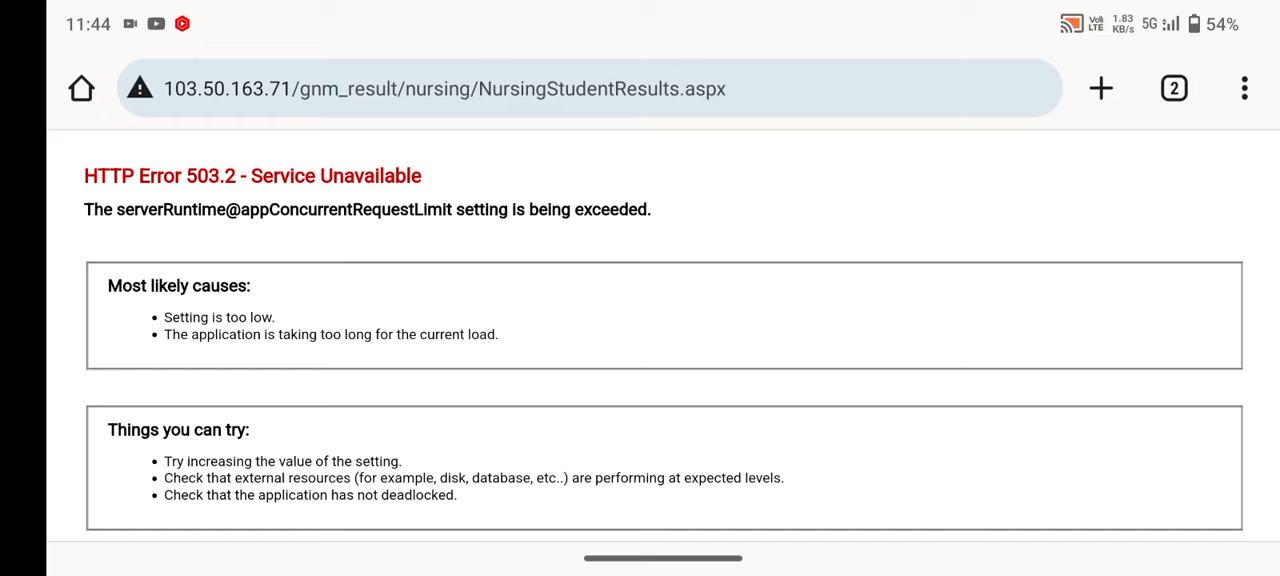 11:44
Vo)) LTE 1.83 KB/s 5G 54%
103.50.163.71/gnm_result/nursing/NursingStudentResults.aspx
2
HTTP Error 503.2 - Service Unavailable
The serverRuntime@appConcurrentRequestLimit setting is being exceeded.
Most likely causes:
• Setting is too low.
• The application is taking too long for the current load.
Things you can try:
• Try increasing the value of the setting.
• Check that external resources (for example, disk, database, etc..) are performing at expected levels.
• Check that the application has not deadlocked.